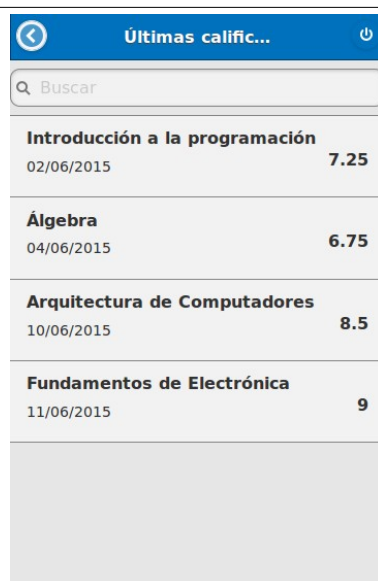 Últimas calific...
Buscar
Introducción a la programación
02/06/2015
7.25
Álgebra
04/06/2015
6.75
Arquitectura de Computadores
10/06/2015
8.5
Fundamentos de Electrónica
11/06/2015
9